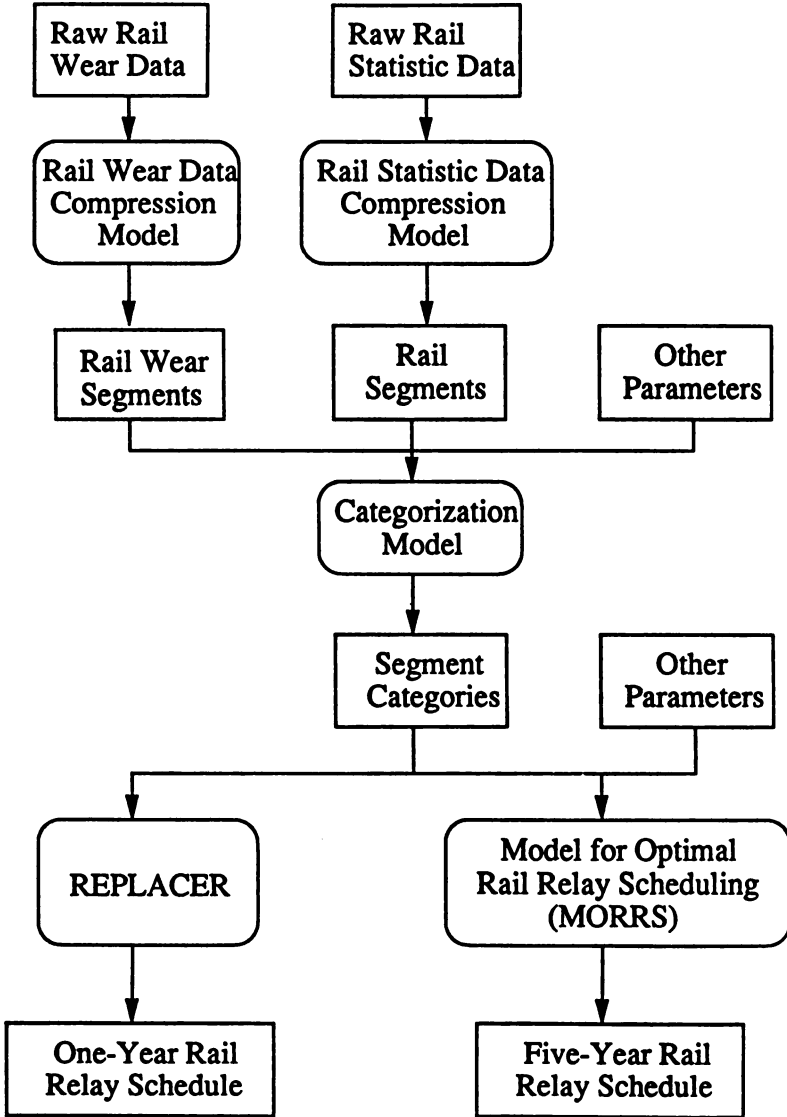 Raw Rail
Wear Data
Raw Rail
Statistic Data
Rail Wear Data
Compression
Model
Rail Statistic Data
Compression
Model
Rail Wear
Segments
Rail
Segments
Other
Parameters
Categorization
Model
Segment
Categories
Other
Parameters
REPLACER
Model for Optimal
Rail Relay Scheduling
(MORRS)
One-Year Rail
Relay Schedule
Five-Year Rail
Relay Schedule